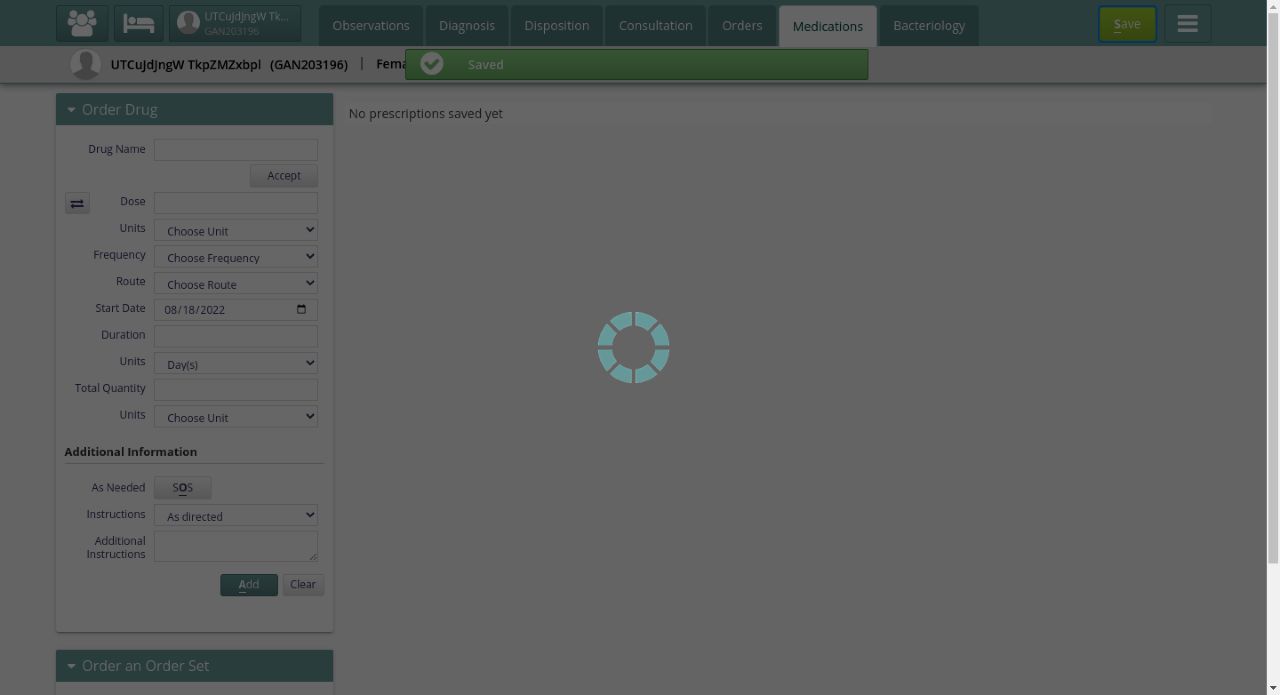 UTCuJdJngW Tk...
GAN203196
Observations
Diagnosis
Disposition
Consultation
Orders
Medications
Bacteriology
Save
UTCuJdJngW TkpZMZxbpl (GAN203196) |
Saved
Order Drug
No prescriptions saved yet
Drug Name
Accept
Dose
Units Choose Unit
Frequency Choose Frequency
Route Choose Route
Start Date 08/18/2022
Duration
Units Day(s)
Total Quantity
Units Choose Unit
Additional Information
As Needed SOS
Instructions As directed
Additional
Instructions
Add Clear
Order an Order Set